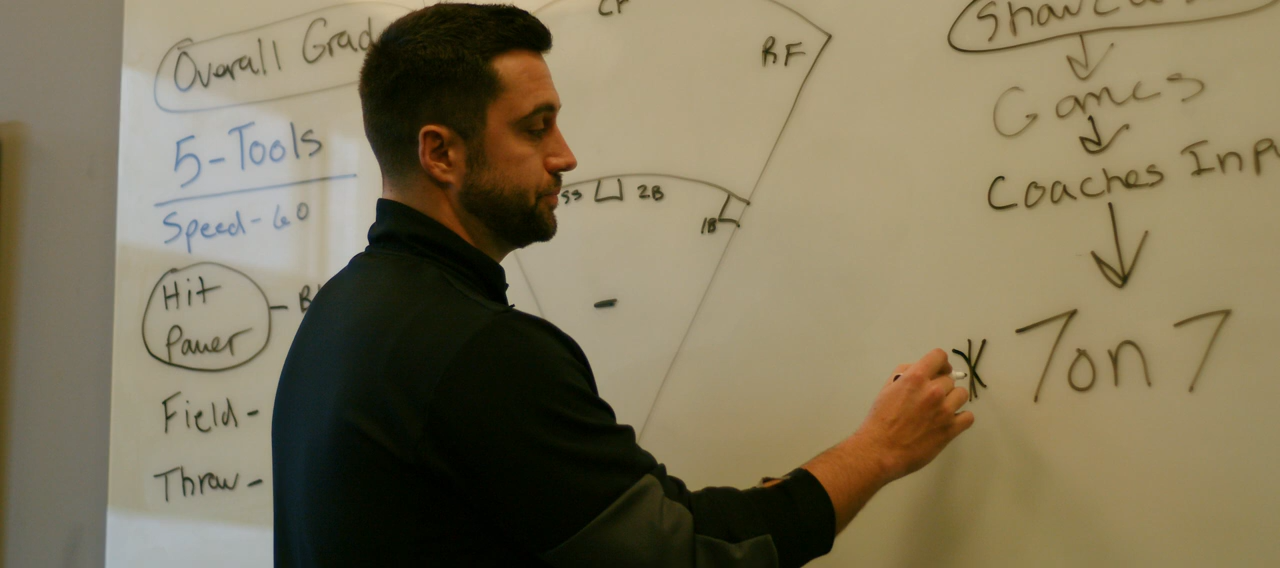 Overall Grad
5-Tools
Speed-60
Hit
Power
Field-
Throw-
CF
RF
SS
2B
1B
Games
Coaches Inp
* 7on7